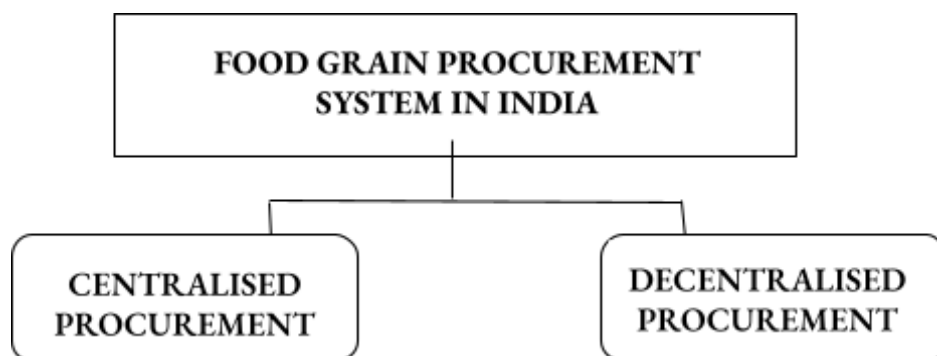 FOOD GRAIN PROCUREMENT
SYSTEM IN INDIA
CENTRALISED
PROCUREMENT
DECENTRALISED
PROCUREMENT